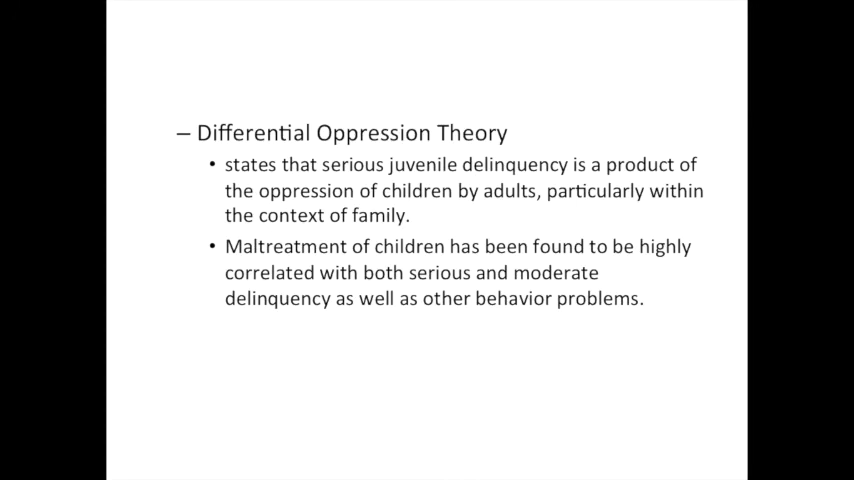 – Differential Oppression Theory
• states that serious juvenile delinquency is a product of
the oppression of children by adults, particularly within
the context of family.
• Maltreatment of children has been found to be highly
correlated with both serious and moderate
delinquency as well as other behavior problems.